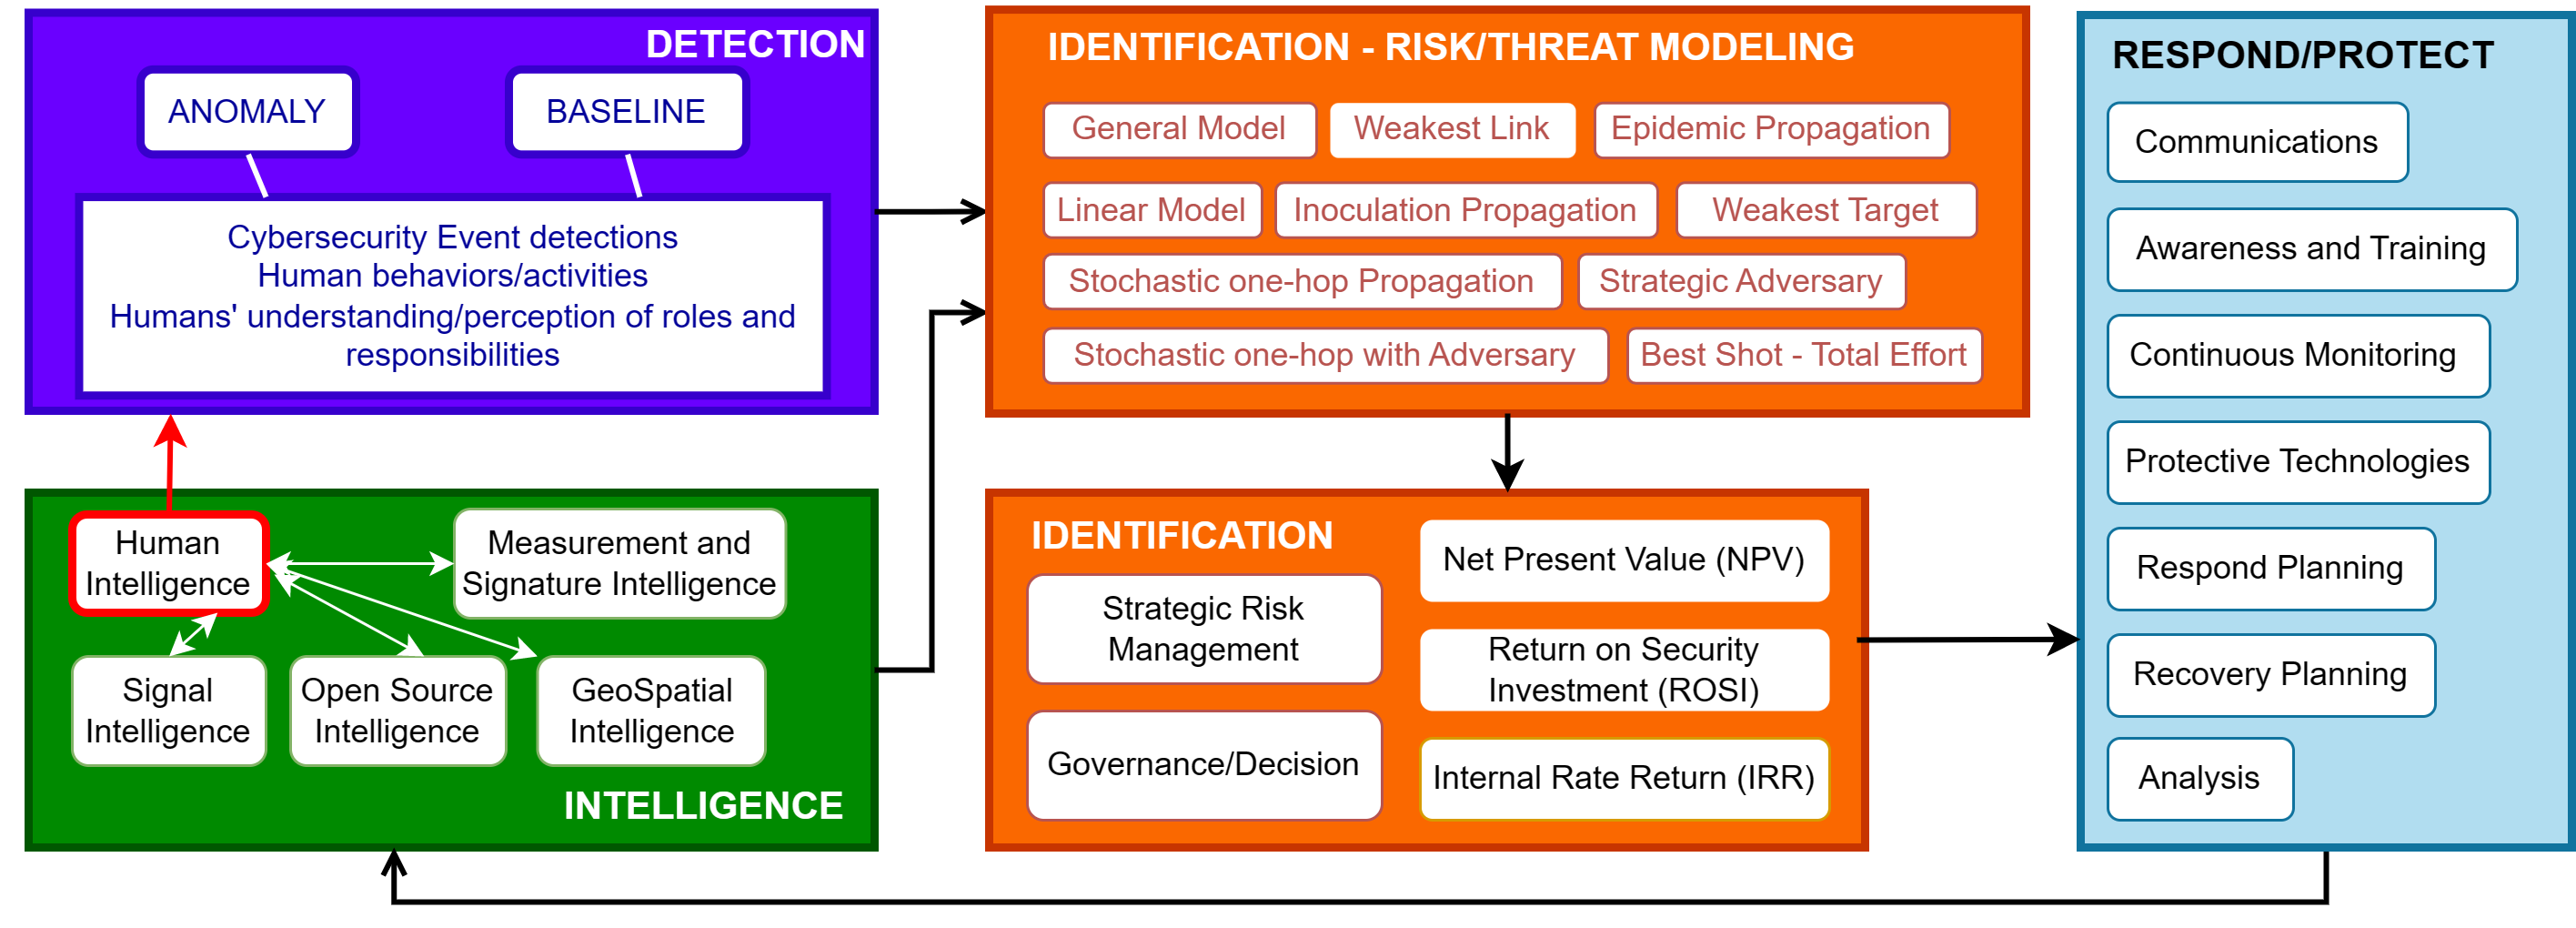 DETECTION
ANOMALY
BASELINE
Cybersecurity Event detections
Human behaviors/activities
Humans' understanding/perception of roles and
responsibilities
Human
Intelligence
Measurement and
Signature Intelligence
Signal
Intelligence
Open Source
Intelligence
GeoSpatial
Intelligence
INTELLIGENCE
IDENTIFICATION - RISK/THREAT MODELING
General Model
Weakest Link
Epidemic Propagation
Linear Model
Inoculation Propagation
Weakest Target
Stochastic one-hop Propagation
Strategic Adversary
Stochastic one-hop with Adversary
Best Shot - Total Effort
IDENTIFICATION
Strategic Risk
Management
Governance/Decision
Net Present Value (NPV)
Return on Security
Investment (ROSI)
Internal Rate Return (IRR)
RESPOND/PROTECT
Communications
Awareness and Training
Continuous Monitoring
Protective Technologies
Respond Planning
Recovery Planning
Analysis